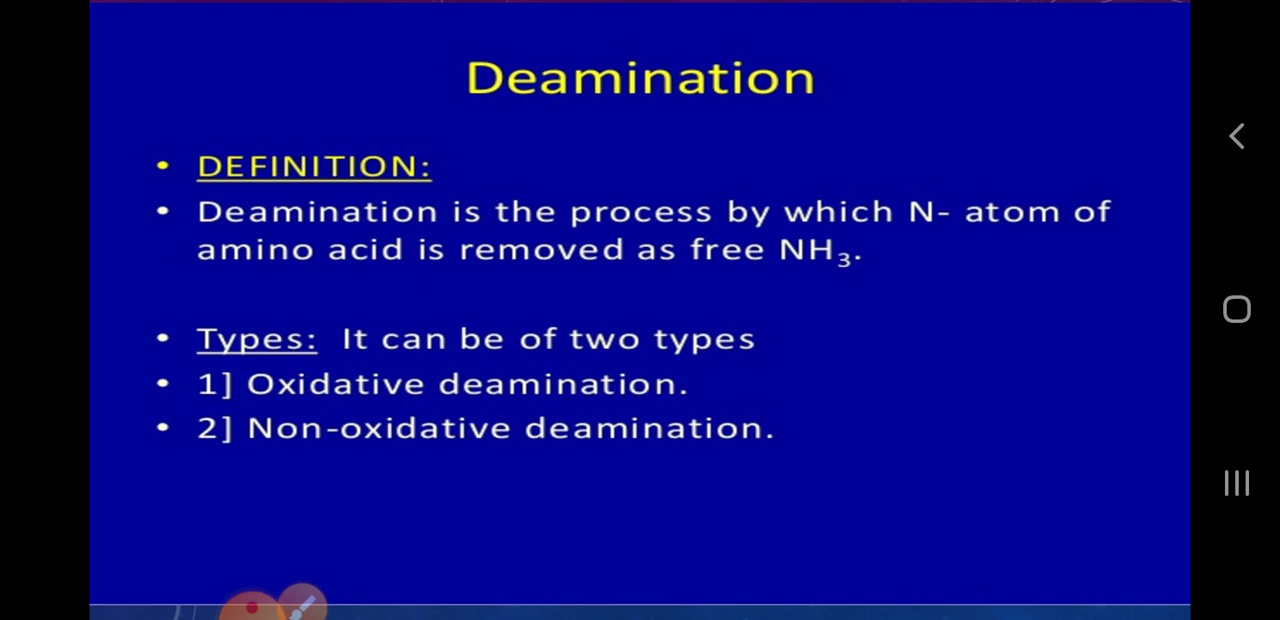 Deamination
• DEFINITION:
• Deamination is the process by which N- atom of
amino acid is removed as free NH₃.
• Types: It can be of two types
• 1] Oxidative deamination.
• 2] Non-oxidative deamination.